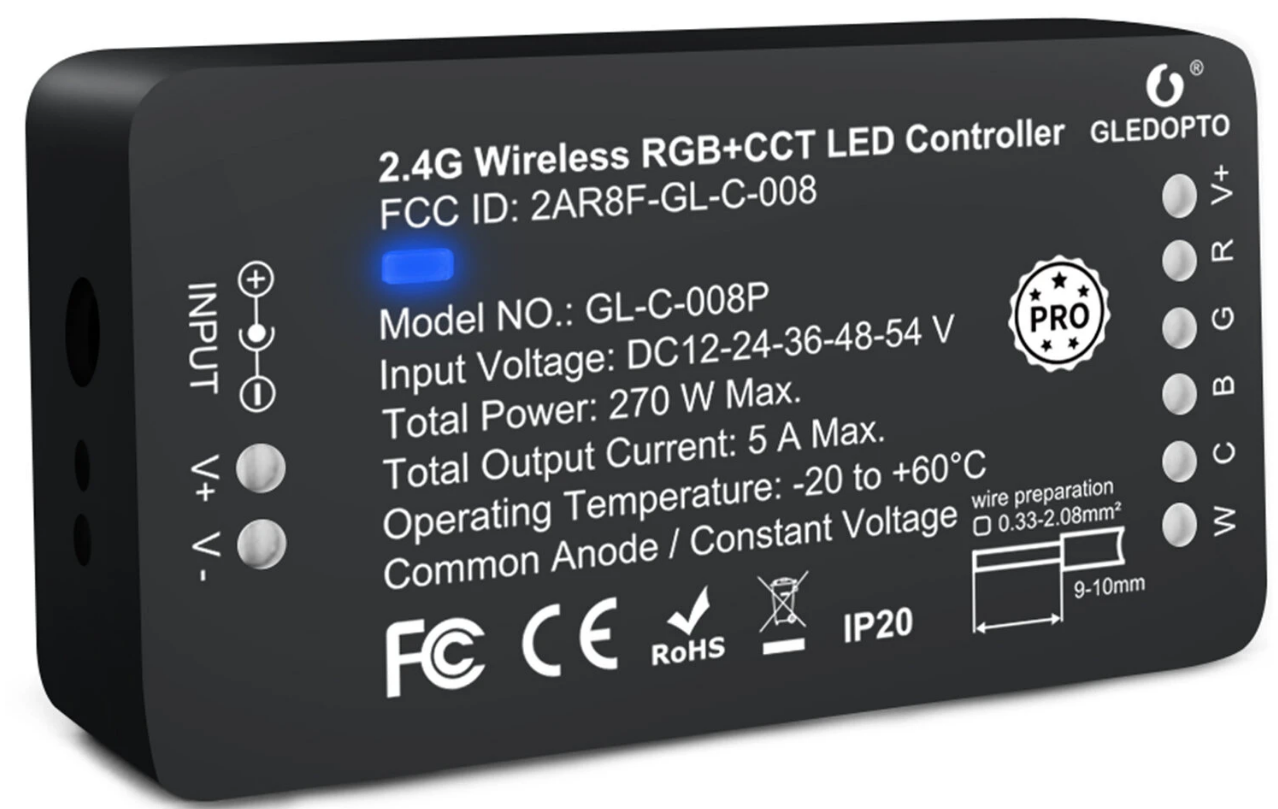 GLEDOPTO
2.4G Wireless RGB+CCT LED Controller
FCC ID: 2AR8F-GL-C-008
Model NO.: GL-C-008P
Input Voltage: DC12-24-36-48-54 V
Total Power: 270 W Max.
Total Output Current: 5 A Max.
Operating Temperature: -20 to +60°C
Common Anode / Constant Voltage
INPUT
V+
V-
PRO
V+
R
G
B
C
W
wire preparation
0.33-2.08mm²
9-10mm
FC CE RoHS IP20